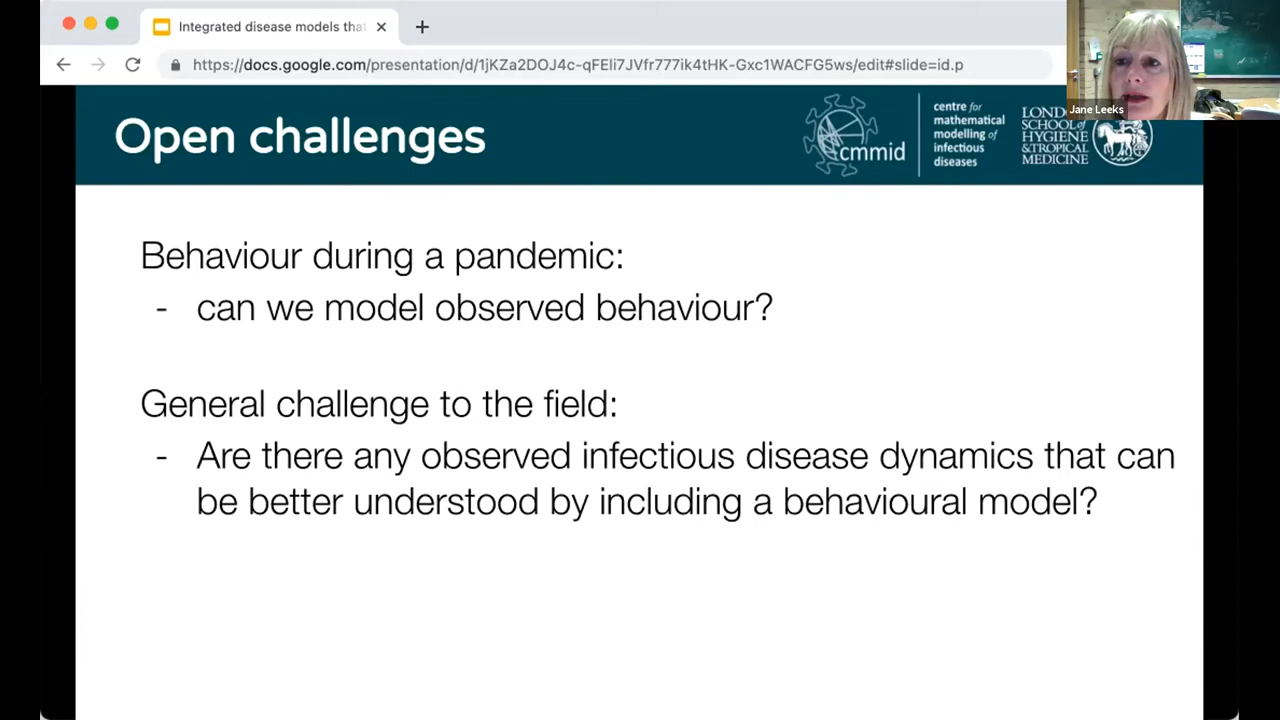 Integrated disease models that
https://docs.google.com/presentation/d/1jkZa2DOJ4c-qFEli7JVfr777ik4tHK-Gxc1WACFG5ws/edit#slide=id.p
Jane Leeks
Open challenges
cmmid
centre for
mathematical
modelling of
infectious
diseases
LOND
SCHOOL of
HYGIENE
&TROPICAL
MEDICINE
Behaviour during a pandemic:
- can we model observed behaviour?
General challenge to the field:
- Are there any observed infectious disease dynamics that can
be better understood by including a behavioural model?